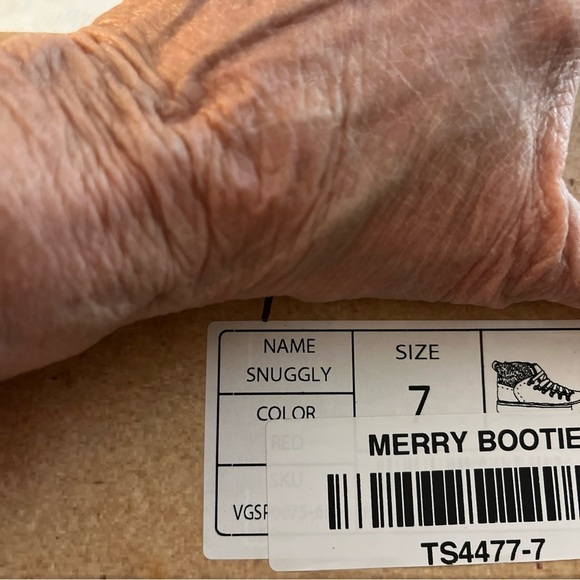 NAME
SNUGGLY
SIZE
7
COLOR
RED
SKU
MERRY BOOTIE
TS4477-7